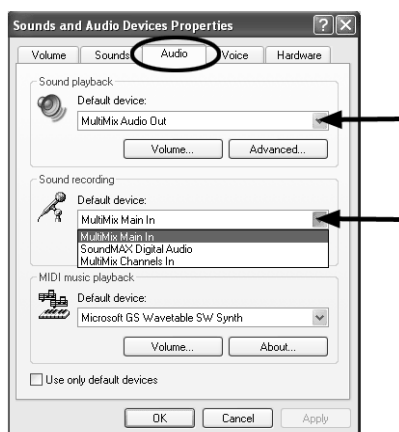 Sounds and Audio Devices Properties
Volume Sounds Audio Voice Hardware
Sound playback
Default device:
MultiMix Audio Out
Volume... Advanced...
Sound recording
Default device:
MultiMix Main In
MultiMix Main In
SoundMAX Digital Audio
MultiMix Channels In
MIDI music playback
Default device:
Microsoft GS Wavetable SW Synth
Volume... About...
Use only default devices
OK Cancel Apply